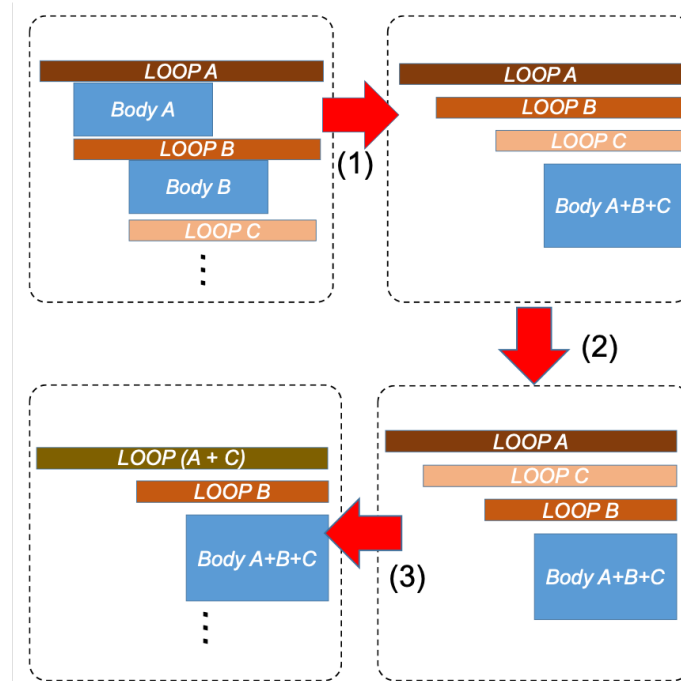 LOOP A
Body A
LOOP B
Body B
LOOP C
(1)
LOOP A
LOOP B
LOOP C
Body A+B+C
(2)
LOOP A
LOOP C
LOOP B
Body A+B+C
(3)
LOOP (A + C)
LOOP B
Body A+B+C